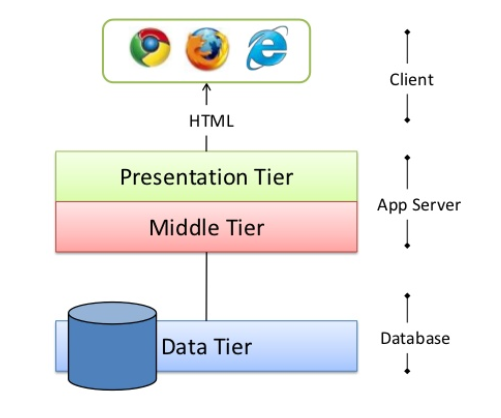 Client
HTML
Presentation Tier
App Server
Middle Tier
Database
Data Tier